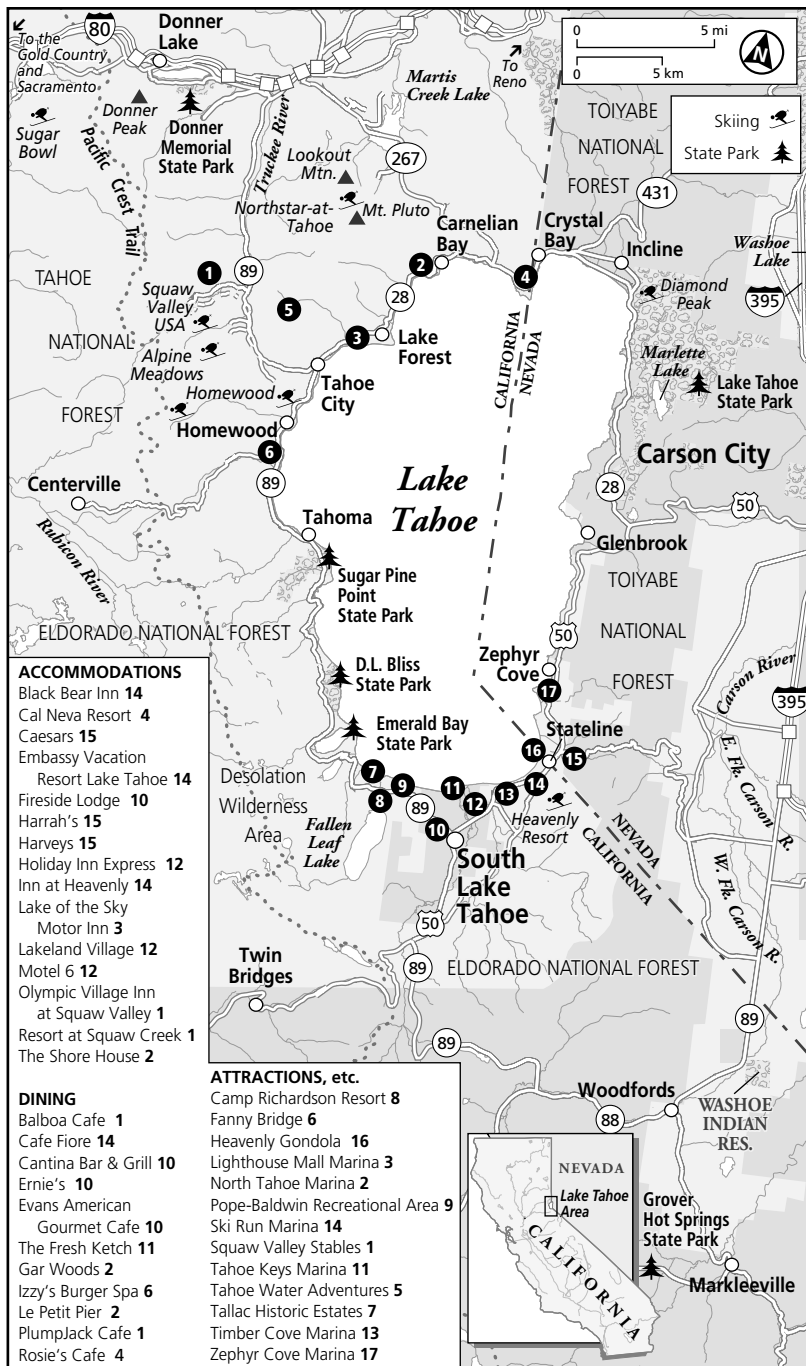 80
Donner
Lake
To the
Gold Country
and
Sacramento
Sugar
Bowl
Donner
Peak
Donner
Memorial
State Park
Pacific Crest Trail
Truckee River
Martis
Creek Lake
To
Reno
0 5 mi
0 5 km
N
Skiing
State Park
TOIYABE
NATIONAL
FOREST
267
431
Lookout
Mtn.
Northstar-at-
Tahoe
Mt. Pluto
Carnelian
Bay
Crystal
Bay
Incline
Washoe
Lake
395
Diamond
Peak
TAHOE
NATIONAL
FOREST
1
89
2
4
28
5
3
Squaw
Valley
USA
Alpine
Meadows
Lake
Forest
Tahoe
City
Homewood
Homewood
6
89
CALIFORNIA
NEVADA
Marlette
Lake
Lake Tahoe
State Park
Carson City
28
50
Centerville
Rubicon River
Lake
Tahoe
Tahoma
Glenbrook
Sugar Pine
Point
State Park
TOIYABE
NATIONAL
FOREST
ELDORADO NATIONAL FOREST
50
Zephyr
Cove
17
D.L. Bliss
State Park
Emerald Bay
State Park
Carson River
395
E. Fk. Carson R.
W. Fk. Carson R.
Stateline
16
15
7
8
9
89
10
11
12
13
14
Desolation
Wilderness
Area
Fallen
Leaf
Lake
Heavenly
Resort
NEVADA
CALIFORNIA
South
Lake
Tahoe
50
89
Twin
Bridges
ELDORADO NATIONAL FOREST
89
89
88
Woodfords
WASHOE
INDIAN
RES.
Grover
Hot Springs
State Park
Markleeville
NEVADA
Lake Tahoe
Area
CALIFORNIA
ACCOMMODATIONS
Black Bear Inn 14
Cal Neva Resort 4
Caesars 15
Embassy Vacation
Resort Lake Tahoe 14
Fireside Lodge 10
Harrah's 15
Harveys 15
Holiday Inn Express 12
Inn at Heavenly 14
Lake of the Sky
Motor Inn 3
Lakeland Village 12
Motel 6 12
Olympic Village Inn
at Squaw Valley 1
Resort at Squaw Creek 1
The Shore House 2
DINING
Balboa Cafe 1
Cafe Fiore 14
Cantina Bar & Grill 10
Ernie's 10
Evans American
Gourmet Cafe 10
The Fresh Ketch 11
Gar Woods 2
Izzy's Burger Spa 6
Le Petit Pier 2
PlumpJack Cafe 1
Rosie's Cafe 4
ATTRACTIONS, etc.
Camp Richardson Resort 8
Fanny Bridge 6
Heavenly Gondola 16
Lighthouse Mall Marina 3
North Tahoe Marina 2
Pope-Baldwin Recreational Area 9
Ski Run Marina 14
Squaw Valley Stables 1
Tahoe Keys Marina 11
Tahoe Water Adventures 5
Tallac Historic Estates 7
Timber Cove Marina 13
Zephyr Cove Marina 17